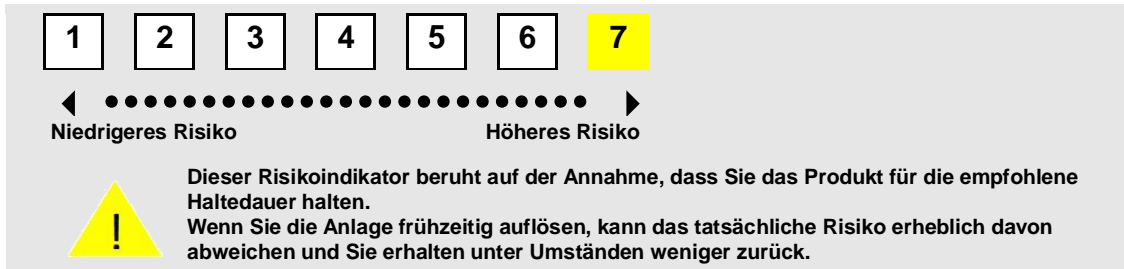 1 2 3 4 5 6 7
Niedrigeres Risiko Höheres Risiko
Dieser Risikoindikator beruht auf der Annahme, dass Sie das Produkt für die empfohlene
Haltedauer halten.
! Wenn Sie die Anlage frühzeitig auflösen, kann das tatsächliche Risiko erheblich davon
abweichen und Sie erhalten unter Umständen weniger zurück.